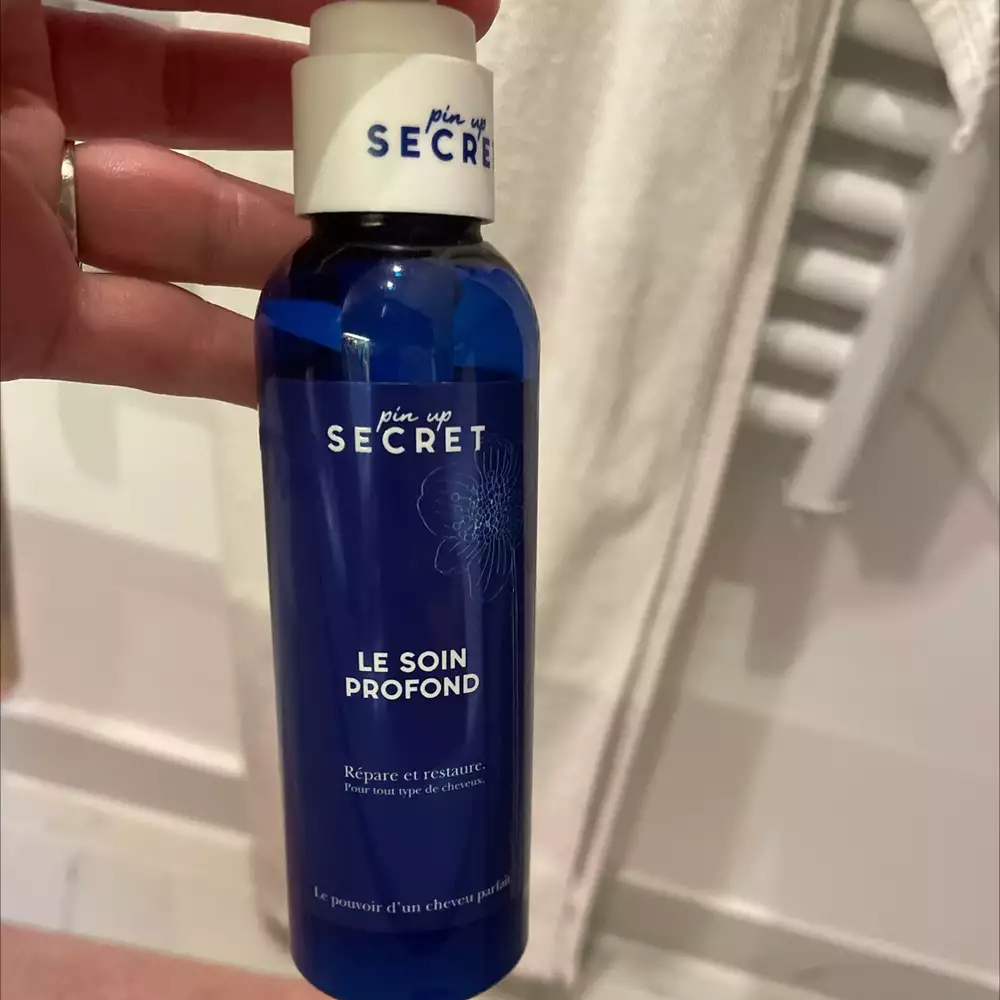 pin up
SECRE
pin up
SECRET
LE SOIN
PROFOND
Répare et restaure.
Pour tout type de cheveux.
Le pouvoir d'un cheveu parfait